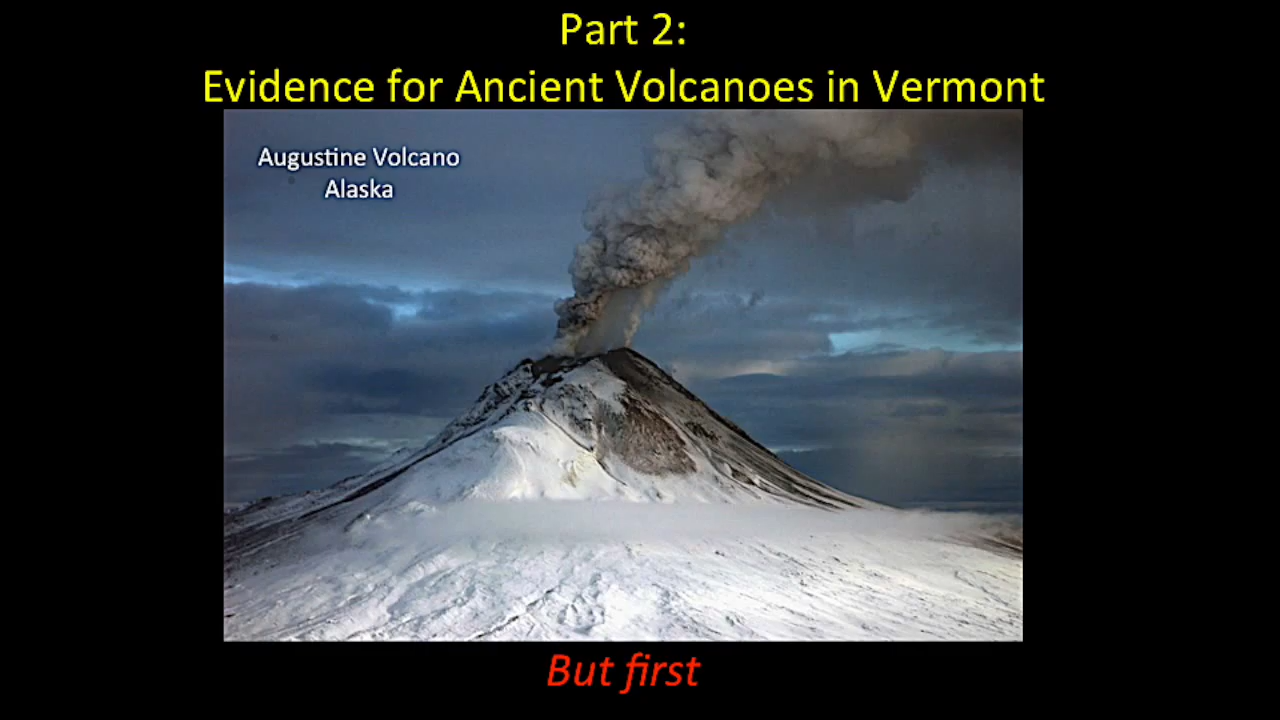 Part 2:
Evidence for Ancient Volcanoes in Vermont
Augustine Volcano
Alaska
But first